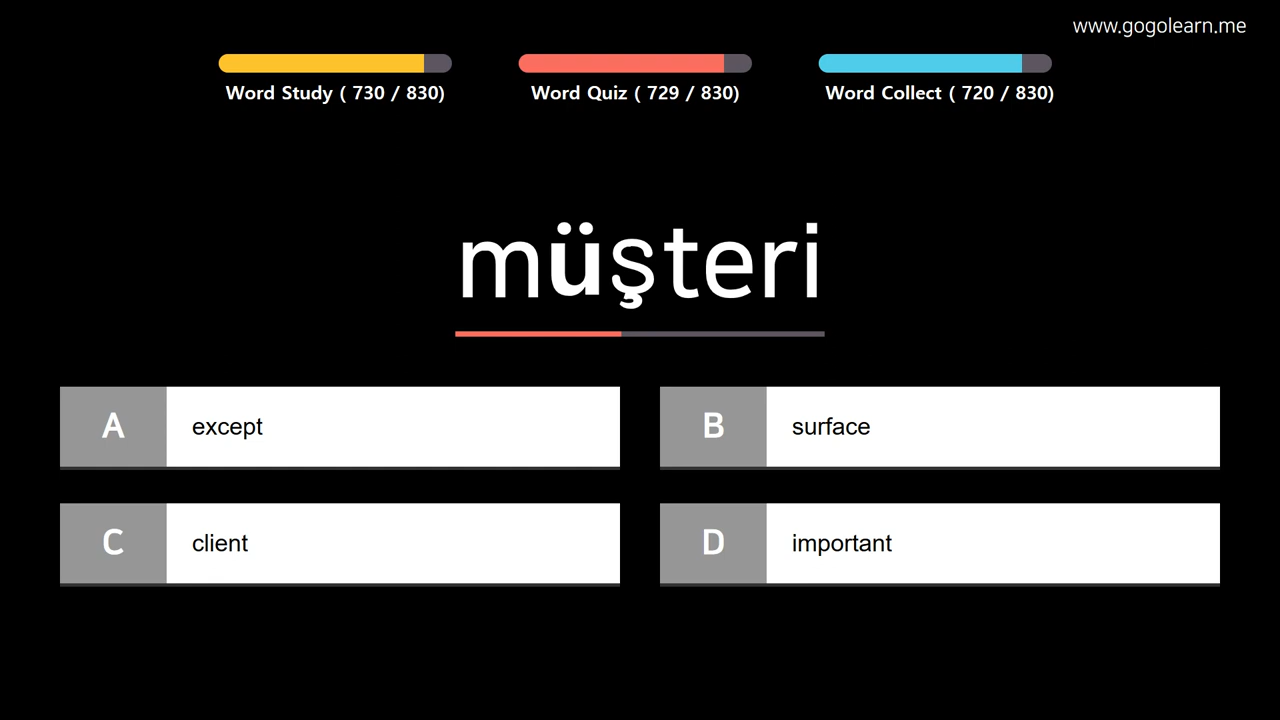 www.gogolearn.me
Word Study ( 730 / 830)
Word Quiz ( 729 / 830)
Word Collect ( 720 / 830)
müşteri
A except
B surface
C client
D important